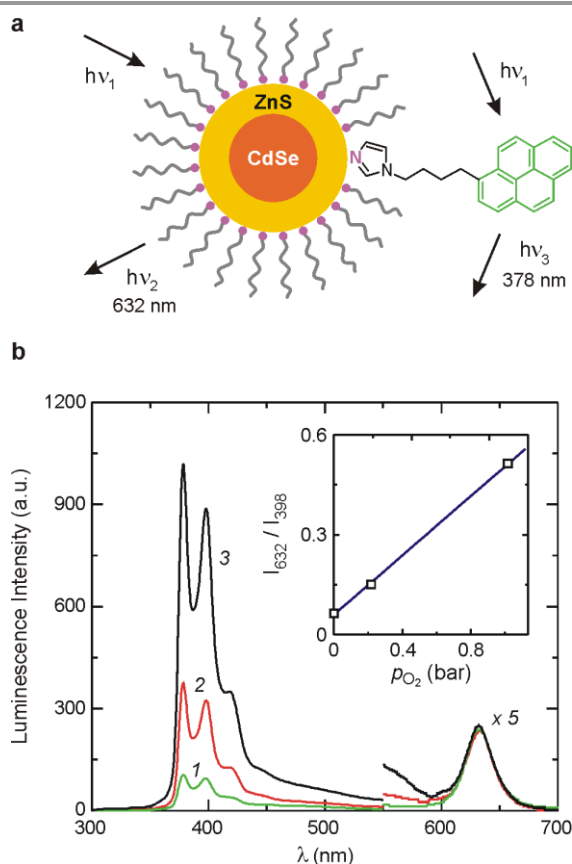 a
hν₁
hν₁
ZnS
CdSe
N
N
hν₂
632 nm
hν₃
378 nm
b
Luminescence Intensity (a.u.)
1200
900
600
300
0
300
400
500
600
700
λ (nm)
3
2
1
x 5
I₆₃₂ / I₃₉₈
0.6
0.3
0
0
0.4
0.8
pO₂ (bar)